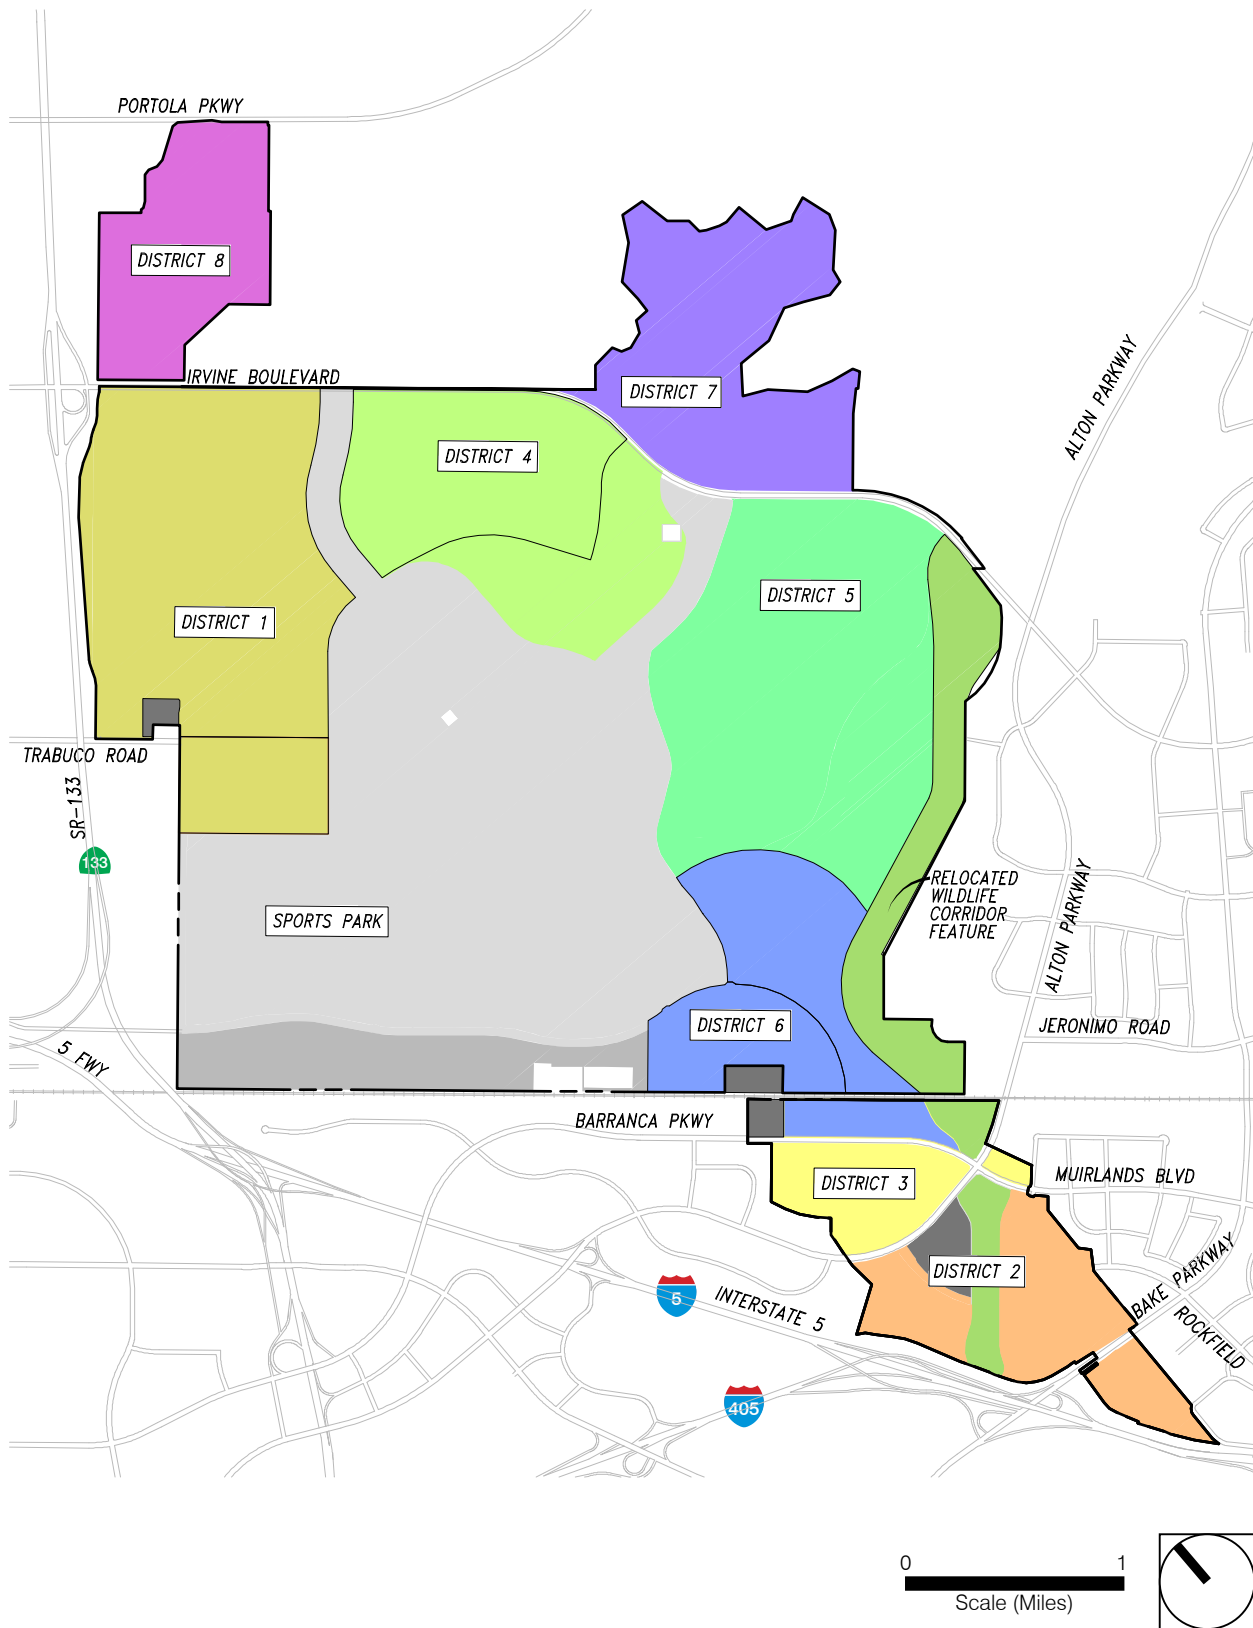 PORTOLA PKWY
DISTRICT 8
IRVINE BOULEVARD
DISTRICT 7
ALTON PARKWAY
DISTRICT 4
DISTRICT 5
DISTRICT 1
TRABUCO ROAD
SR-133
133
RELOCATED
WILDLIFE
CORRIDOR
FEATURE
ALTON PARKWAY
SPORTS PARK
DISTRICT 6
JERONIMO ROAD
5 FWY
BARRANCA PKWY
DISTRICT 3
MUIRLANDS BLVD
DISTRICT 2
BAKE PARKWAY
ROCKFIELD
5
INTERSTATE 5
405
0 1
Scale (Miles)